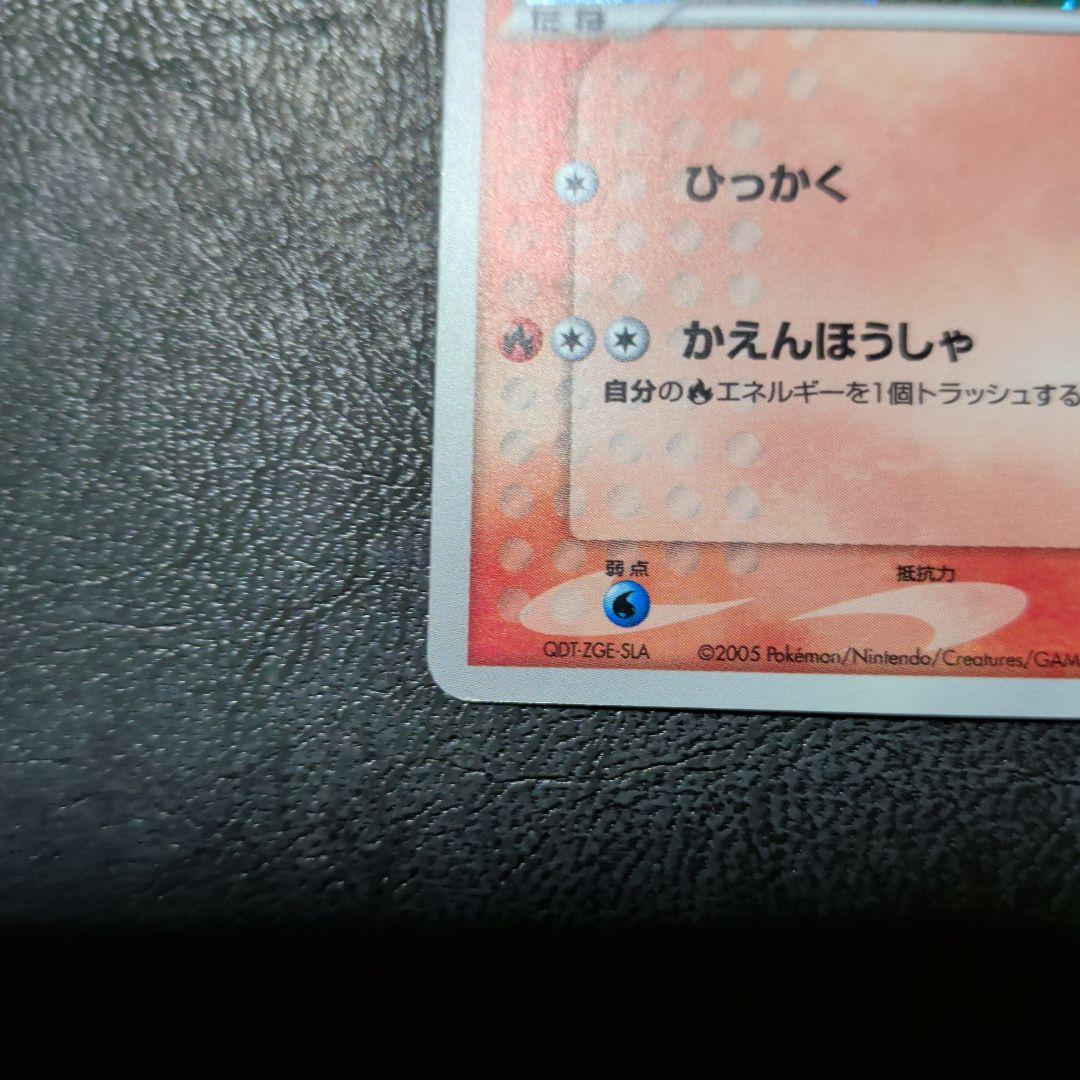 ひっかく
かえんほうしゃ
自分のエネルギーを1個トラッシュする
弱点
抵抗力
QDT-ZGE-SLA
©2005 Pokémon/Nintendo/Creatures/GAM